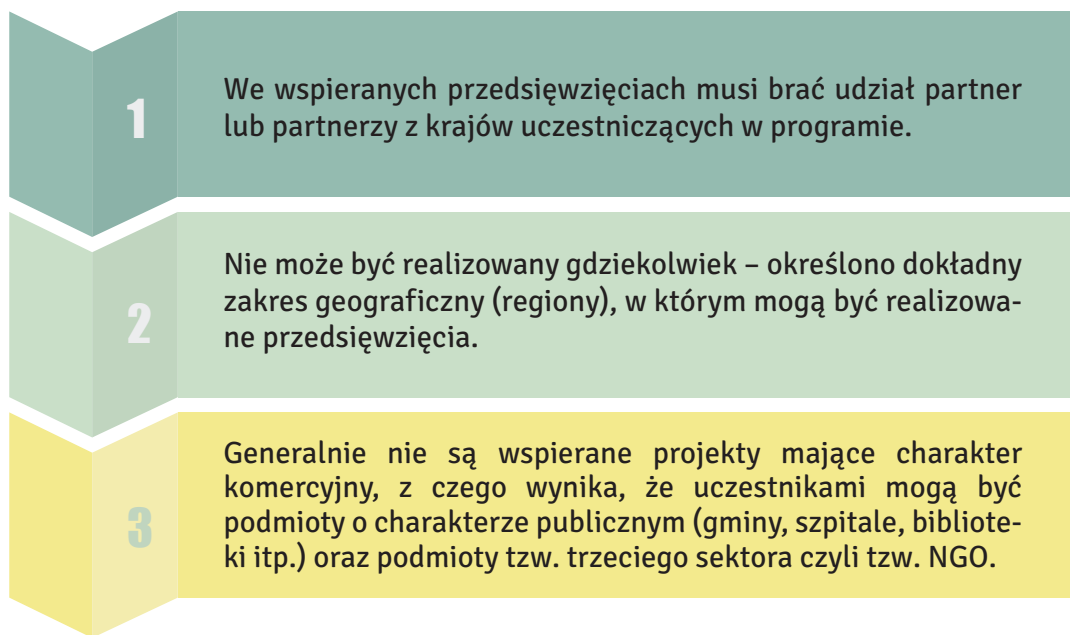 1
We wspieranych przedsięwzięciach musi brać udział partner
lub partnerzy z krajów uczestniczących w programie.
2
Nie może być realizowany gdziekolwiek – określono dokładny
zakres geograficzny (regiony), w którym mogą być realizowa-
ne przedsięwzięcia.
3
Generalnie nie są wspierane projekty mające charakter
komercyjny, z czego wynika, że uczestnikami mogą być
podmioty o charakterze publicznym (gminy, szpitale, bibliote-
ki itp.) oraz podmioty tzw. trzeciego sektora czyli tzw. NGO.